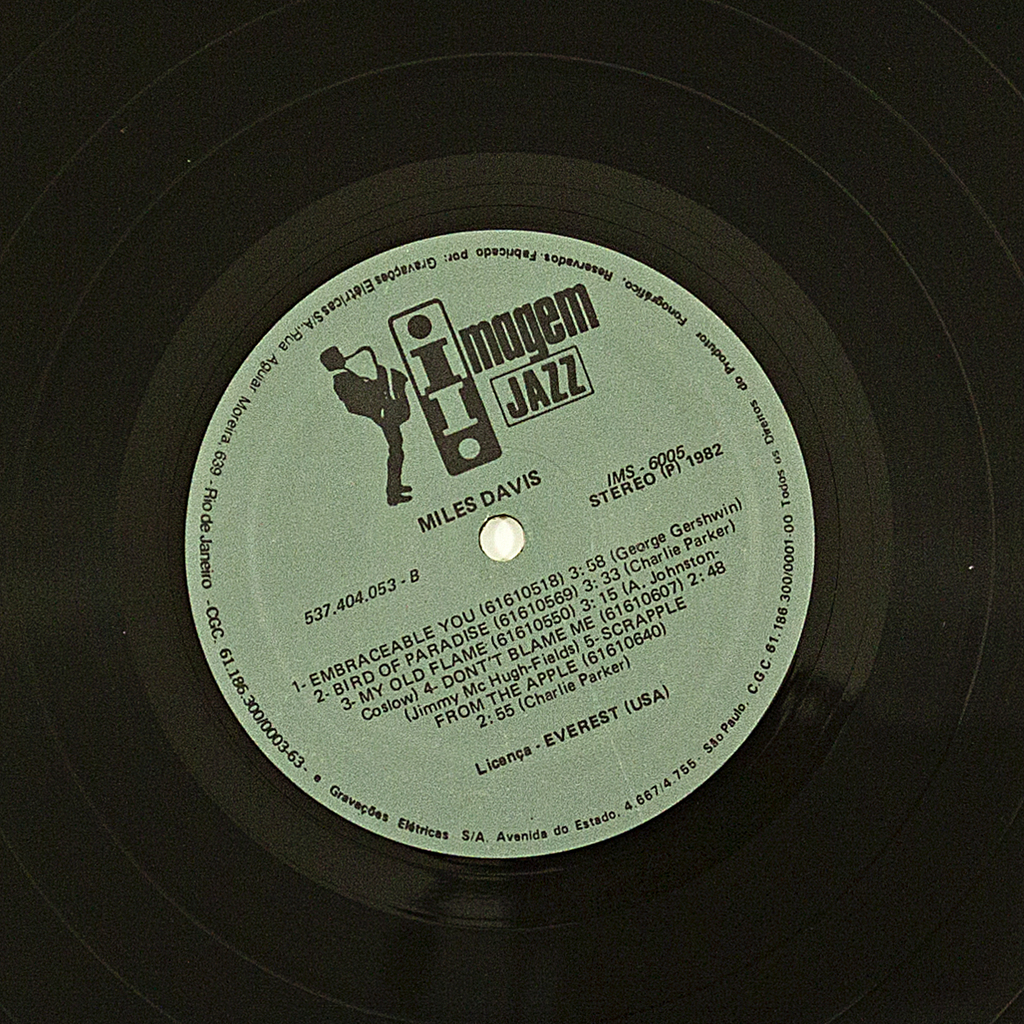 imagem
JAZZ
MILES DAVIS
IMS - 6005
STEREO (P) 1982
537.404.053 - B
1- EMBRACEABLE YOU (61610518) 3: 58 (George Gershwin)
2- BIRD OF PARADISE (61610569) 3: 33 (Charlie Parker)
3- MY OLD FLAME (61610550) 3: 15 (A. Johnston-
Coslow) 4- DONT'T BLAME ME (61610607) 2: 48
(Jimmy Mc Hugh-Fields) 5- SCRAPPLE
FROM THE APPLE (61610640)
2: 55 (Charlie Parker)
Licença - EVEREST (USA)
Todos os Direitos do Produtor Fonográfico, Reservados. Fabricado por: Gravações Elétricas S/A. Rua Aguiar Moreira, 639 - Rio de Janeiro - CGC. 61.186.300/0003-63 - e Gravações Elétricas S/A. Avenida do Estado, 4.667/4.755 - São Paulo. C.G.C. 61.186.300/0001-00